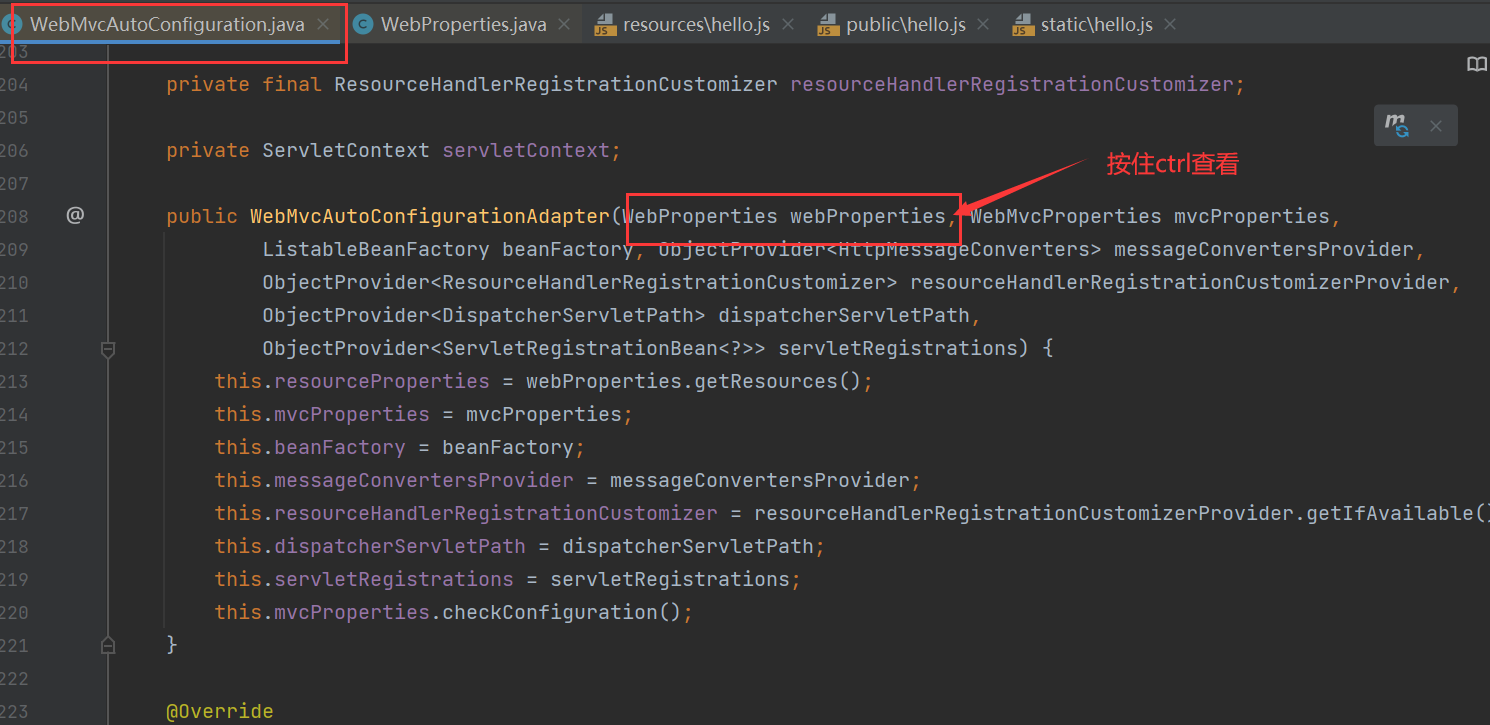 WebMvcAutoConfiguration.java WebProperties.java resources\hello.js public\hello.js static\hello.js
203
204 private final ResourceHandlerRegistrationCustomizer resourceHandlerRegistrationCustomizer;
205
206 private ServletContext servletContext;
按住ctrl查看
207
208 @ public WebMvcAutoConfigurationAdapter(WebProperties webProperties, WebMvcProperties mvcProperties,
209 ListableBeanFactory beanFactory, ObjectProvider<HttpMessageConverters> messageConvertersProvider,
210 ObjectProvider<ResourceHandlerRegistrationCustomizer> resourceHandlerRegistrationCustomizerProvider,
211 ObjectProvider<DispatcherServletPath> dispatcherServletPath,
212 ObjectProvider<ServletRegistrationBean<?>> servletRegistrations) {
213 this.resourceProperties = webProperties.getResources();
214 this.mvcProperties = mvcProperties;
215 this.beanFactory = beanFactory;
216 this.messageConvertersProvider = messageConvertersProvider;
217 this.resourceHandlerRegistrationCustomizer = resourceHandlerRegistrationCustomizerProvider.getIfAvailable()
218 this.dispatcherServletPath = dispatcherServletPath;
219 this.servletRegistrations = servletRegistrations;
220 this.mvcProperties.checkConfiguration();
221 }
222
223 @Override